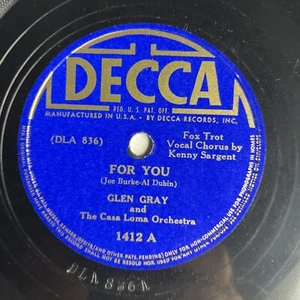 DECCA
REG. U. S. PAT. OFF.
MANUFACTURED IN U.S.A. • BY DECCA RECORDS, INC.
(DLA 836)
Fox Trot
Vocal Chorus by
Kenny Sargent
FOR YOU
(Joe Burke-Al Dubin)
GLEN GRAY
and
The Casa Loma Orchestra
1412 A
DLA 836A